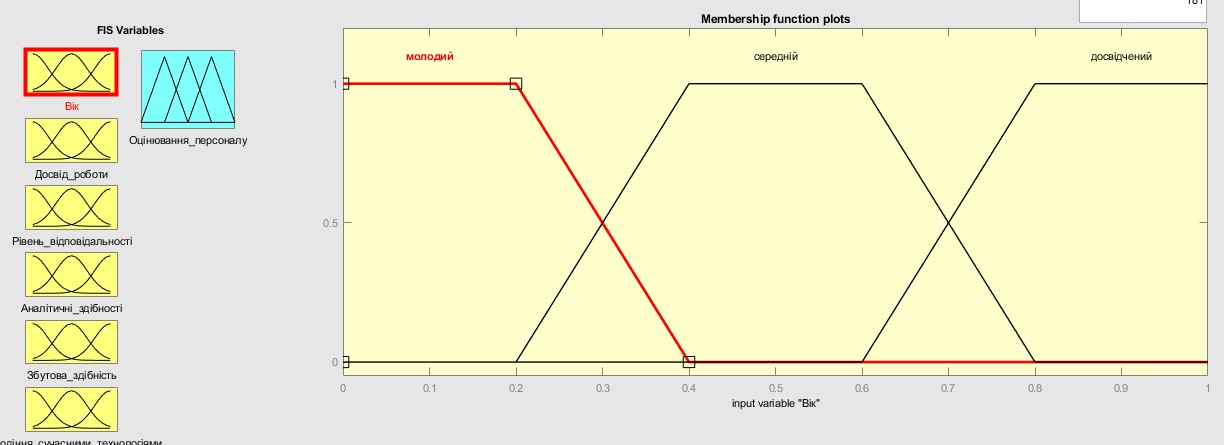 FIS Variables
Вік
Оцінювання_персоналу
Досвід_роботи
Рівень_відповідальності
Аналітичні_здібності
Збутова_здібність
сучасними_технологіями
Membership function plots
181
молодий
середній
досвідчений
1
0.5
0
0 0.1 0.2 0.3 0.4 0.5 0.6 0.7 0.8 0.9 1
input variable "Вік"